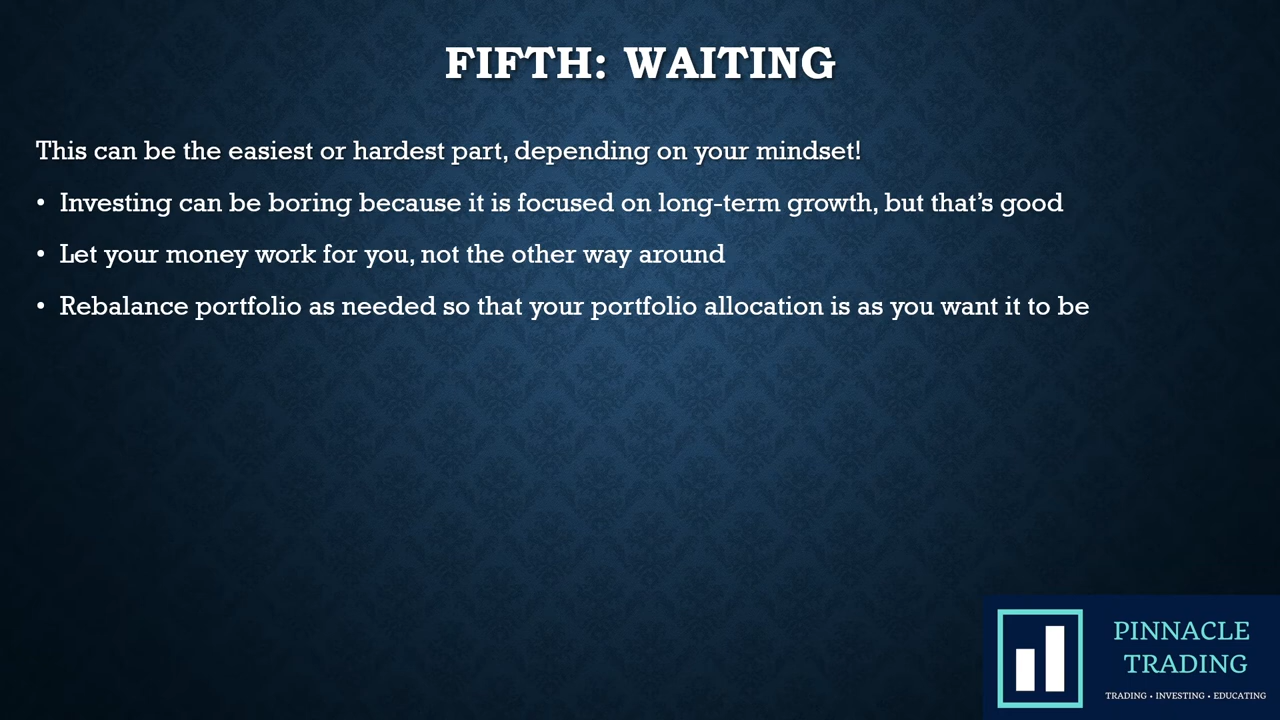 FIFTH: WAITING
This can be the easiest or hardest part, depending on your mindset!
• Investing can be boring because it is focused on long-term growth, but that’s good
• Let your money work for you, not the other way around
• Rebalance portfolio as needed so that your portfolio allocation is as you want it to be
PINNACLE
TRADING
TRADING • INVESTING • EDUCATING